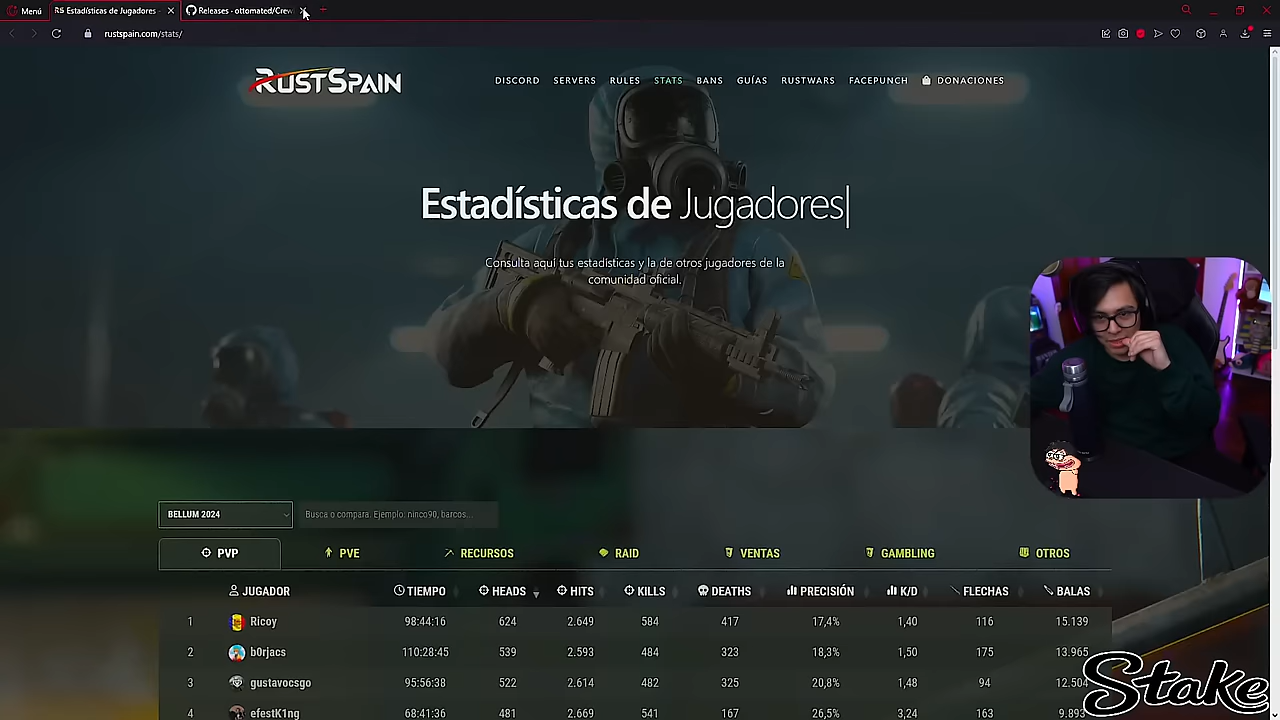 Menú
RS Estadísticas de Jugadores -
Releases - ottomated/Crew
rustspain.com/stats/
RUSTSPAIN
DISCORD SERVERS RULES STATS BANS GUÍAS RUSTWARS FACEPUNCH DONACIONES
Estadísticas de Jugadores|
Consulta aquí tus estadísticas y la de otros jugadores de la
comunidad oficial.
BELLUM 2024
Busca o compara. Ejemplo: ninco90, barcos...
PVP PVE RECURSOS RAID VENTAS GAMBLING OTROS
JUGADOR TIEMPO HEADS HITS KILLS DEATHS PRECISIÓN K/D FLECHAS BALAS
1 Ricoy 98:44:16 624 2.649 584 417 17,4% 1,40 116 15.139
2 b0rjacs 110:28:45 539 2.593 484 323 18,3% 1,50 175 13.965
3 gustavocsgo 95:56:38 522 2.614 482 325 20,8% 1,48 94 12.504
4 efestK1ng 68:41:36 481 2.669 541 167 26,5% 3,24 163 9.893
Stake